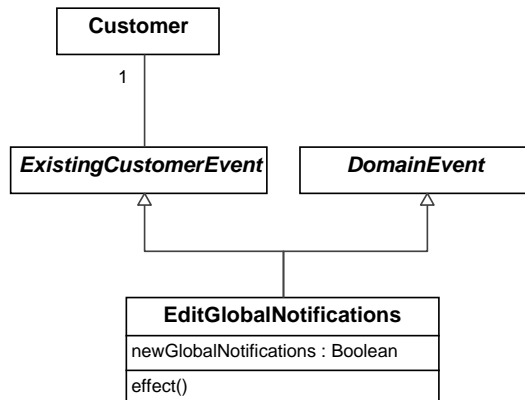 Customer
1
ExistingCustomerEvent
DomainEvent
EditGlobalNotifications
newGlobalNotifications : Boolean
effect()